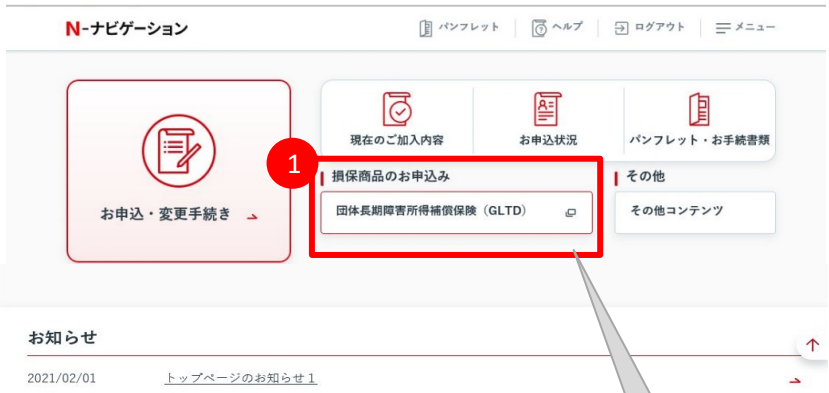 N-ナビゲーション
パンフレット ヘルプ ログアウト メニュー
お申込・変更手続き
現在のご加入内容
お申込状況
パンフレット・お手続書類
1
損保商品のお申込み
団体長期障害所得補償保険（GLTD）
その他
その他コンテンツ
お知らせ
2021/02/01 トップページのお知らせ１